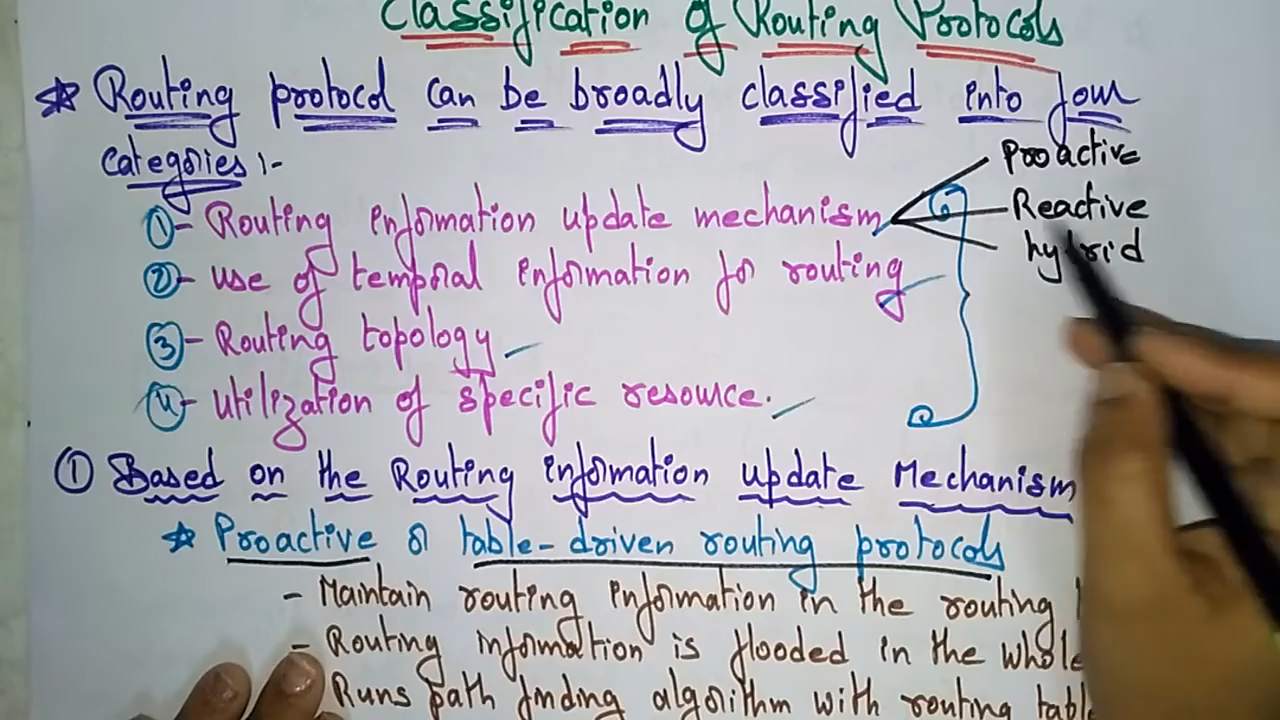 Classification of Routing Protocols
Routing protocol can be broadly classified into four
categories :-
Proactive
① - Routing information update mechanism
Reactive
hybrid
② - use of temporal information for routing
③ - Routing topology
④ - utilization of specific resource.
① Based on the Routing information update Mechanism
Proactive or table-driven routing protocols
- Maintain routing information in the routing
- Routing information is flooded in the whole
Runs path finding algorithm with routing table